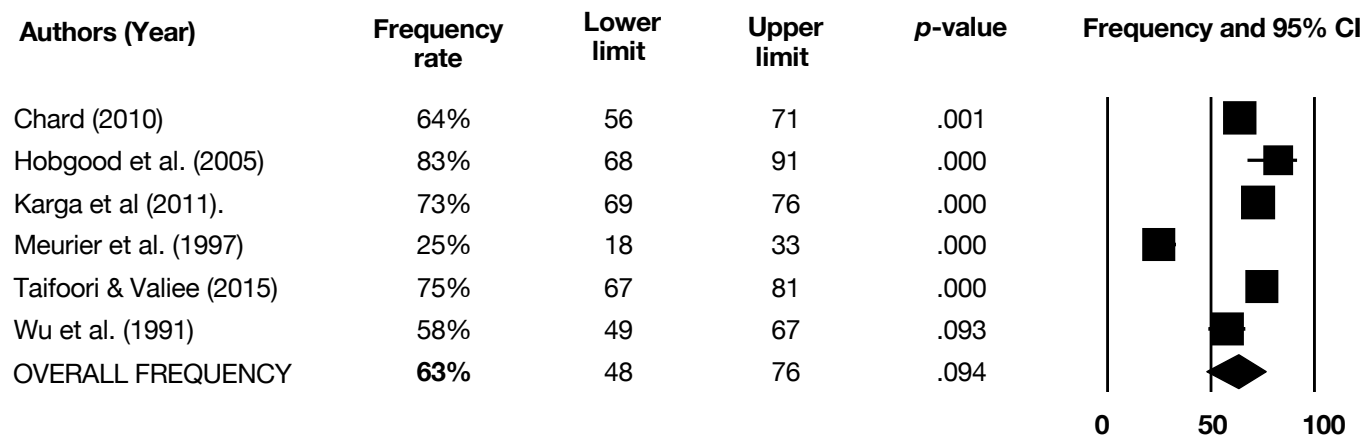 Authors (Year) Frequency rate Lower limit Upper limit p-value Frequency and 95% CI
Chard (2010) 64% 56 71 .001
Hobgood et al. (2005) 83% 68 91 .000
Karga et al (2011). 73% 69 76 .000
Meurier et al. (1997) 25% 18 33 .000
Taifoori & Valiee (2015) 75% 67 81 .000
Wu et al. (1991) 58% 49 67 .093
OVERALL FREQUENCY 63% 48 76 .094
0 50 100